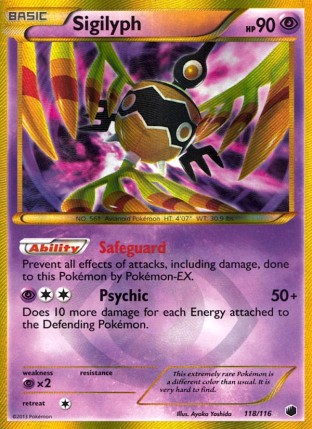 BASIC
Sigilyph
HP 90
NO. 561 Avianoid Pokémon HT. 4'07" WT. 30.9 lbs.
Ability Safeguard
Prevent all effects of attacks, including damage, done
to this Pokémon by Pokémon-EX.
Psychic 50+
Does 10 more damage for each Energy attached to
the Defending Pokémon.
weakness resistance
×2
This extremely rare Pokémon is
a different color than usual. It is
very hard to find.
retreat
©2013 Pokémon
Illus. Ayaka Yoshida 118/116